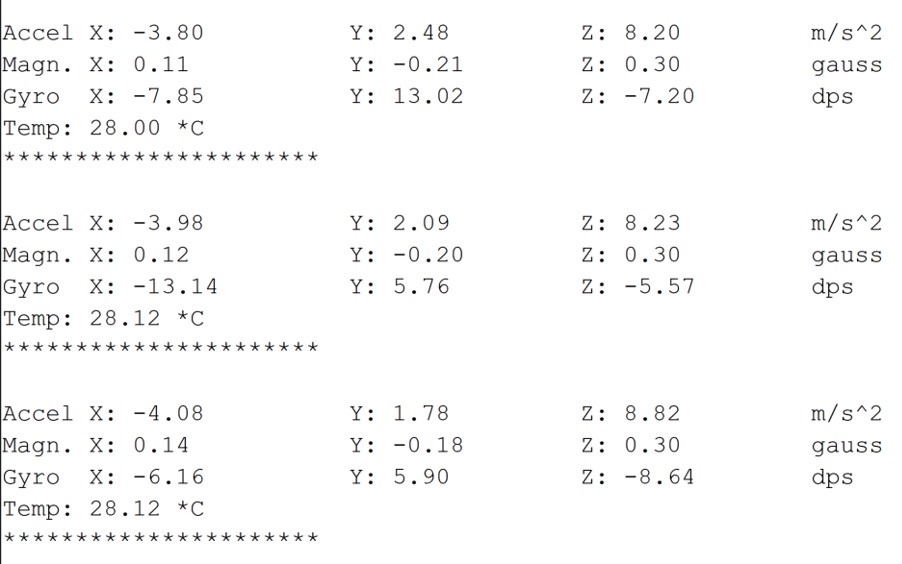 Accel X: -3.80 Y: 2.48 Z: 8.20 m/s^2
Magn. X: 0.11 Y: -0.21 Z: 0.30 gauss
Gyro X: -7.85 Y: 13.02 Z: -7.20 dps
Temp: 28.00 *C
**********************
Accel X: -3.98 Y: 2.09 Z: 8.23 m/s^2
Magn. X: 0.12 Y: -0.20 Z: 0.30 gauss
Gyro X: -13.14 Y: 5.76 Z: -5.57 dps
Temp: 28.12 *C
**********************
Accel X: -4.08 Y: 1.78 Z: 8.82 m/s^2
Magn. X: 0.14 Y: -0.18 Z: 0.30 gauss
Gyro X: -6.16 Y: 5.90 Z: -8.64 dps
Temp: 28.12 *C
**********************